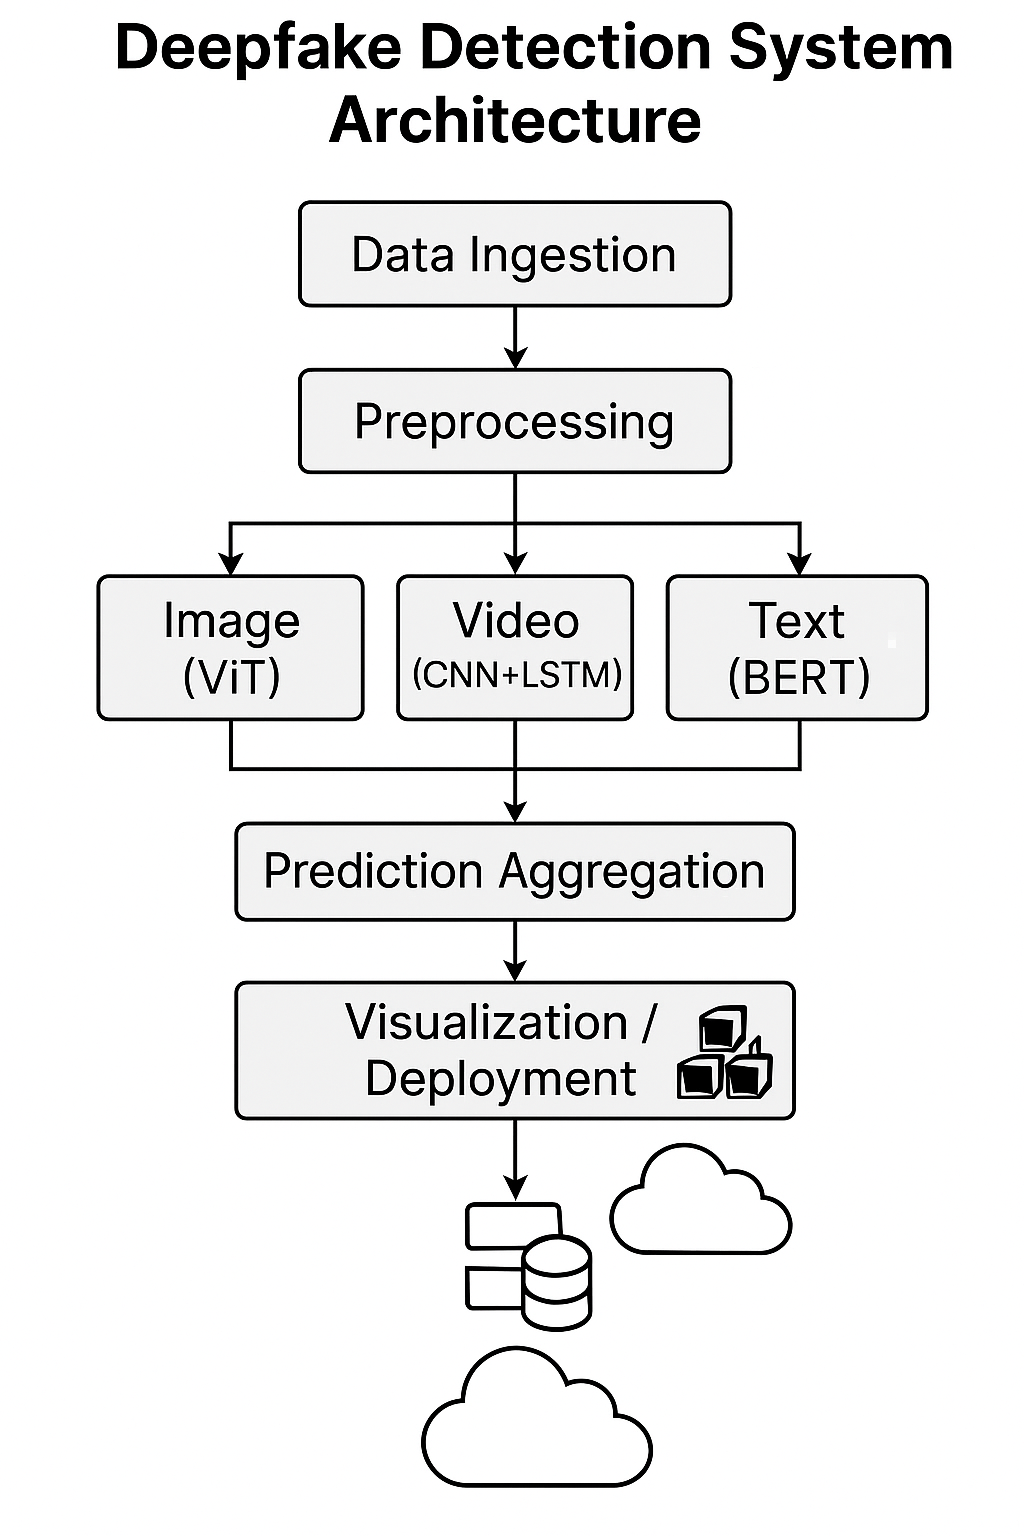 Deepfake Detection System
Architecture
Data Ingestion
Preprocessing
Image
(ViT)
Video
(CNN+LSTM)
Text
(BERT)
Prediction Aggregation
Visualization /
Deployment